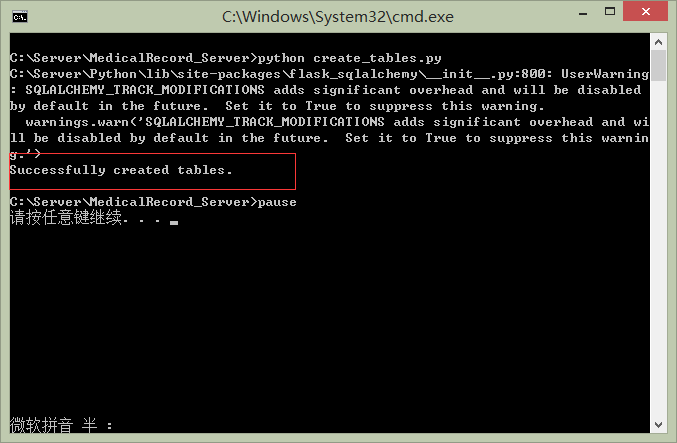 C:\Windows\System32\cmd.exe
C:\Server\MedicalRecord_Server>python create_tables.py
C:\Server\Python\lib\site-packages\flask_sqlalchemy\__init__.py:800: UserWarning
: SQLALCHEMY_TRACK_MODIFICATIONS adds significant overhead and will be disabled
by default in the future.  Set it to True to suppress this warning.
  warnings.warn('SQLALCHEMY_TRACK_MODIFICATIONS adds significant overhead and wi
ll be disabled by default in the future.  Set it to True to suppress this warnin
g.')
Successfully created tables.
C:\Server\MedicalRecord_Server>pause
请按任意键继续. . .
微软拼音 半 :